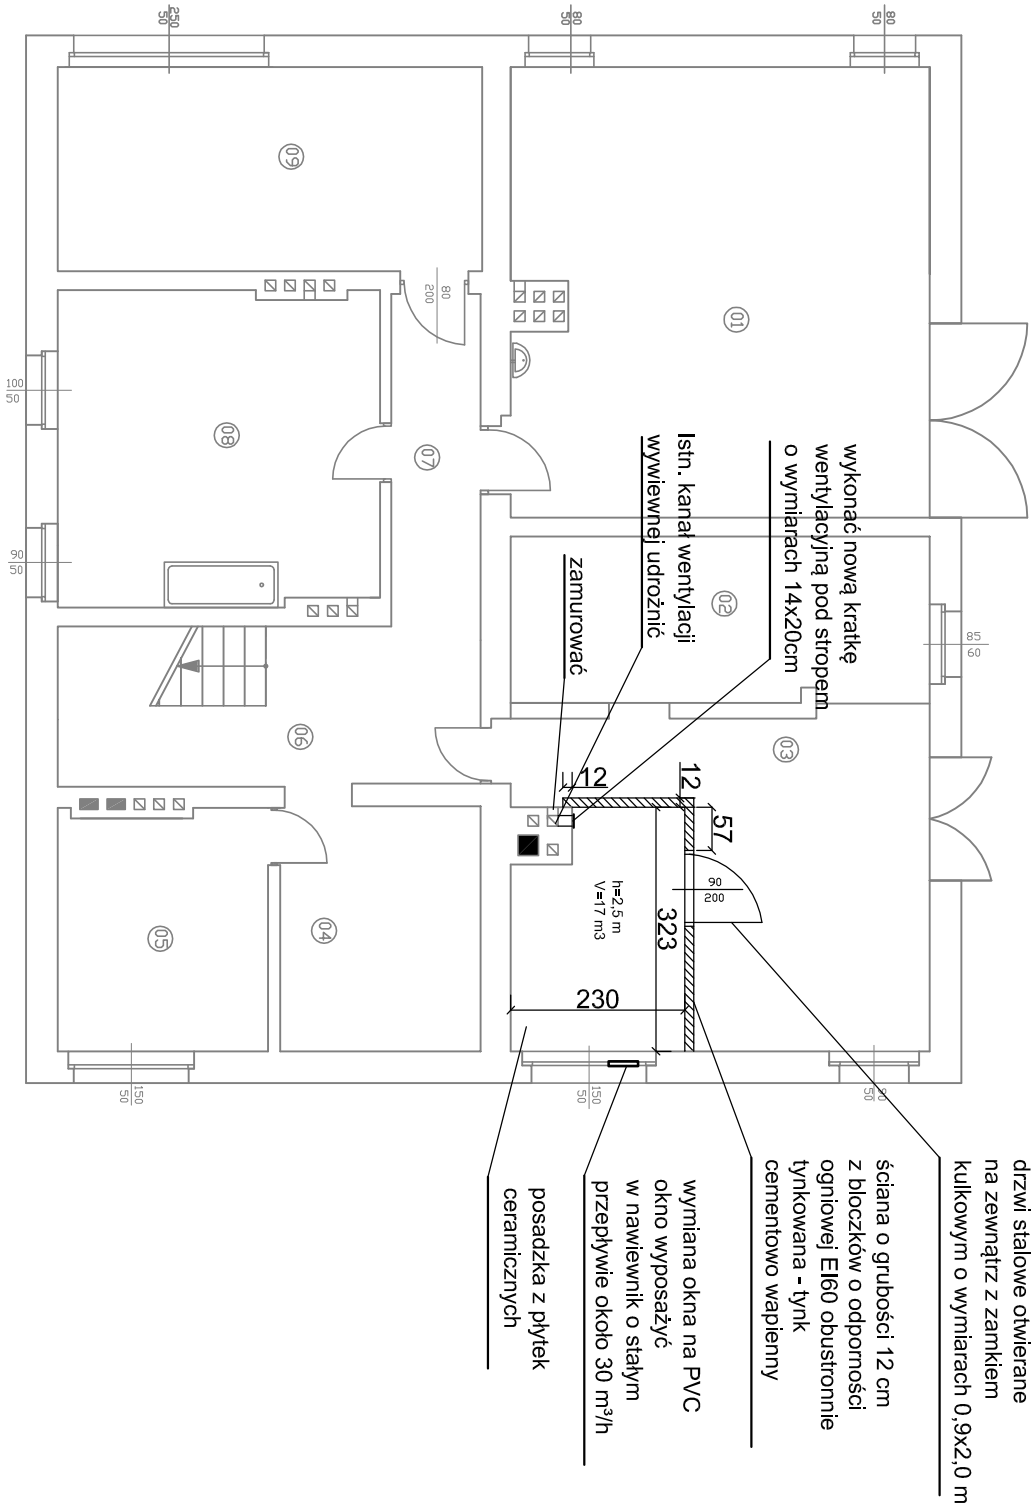 drzwi stalowe otwierane
na zewnątrz z zamkiem
kulkowym o wymiarach 0,9x2,0 m
ściana o grubości 12 cm
z bloczków o odporności
ogniowej EI60 obustronnie
tynkowana - tynk
cementowo wapienny
wymiana okna na PVC
okno wyposażyć
w nawiewnik o stałym
przepływie około 30 m³/h
posadzka z płytek
ceramicznych
wykonać nową kratkę
wentylacyjną pod stropem
o wymiarach 14x20cm
Istn. kanał wentylacji
wywiewnej udrożnić
zamurować
h=2,5 m
V=17 m3
12
12
57
323
230
90
200
80
200
01
02
03
04
05
06
07
08
09
250
50
80
50
80
50
100
50
90
50
85
60
150
50
150
50
90
50